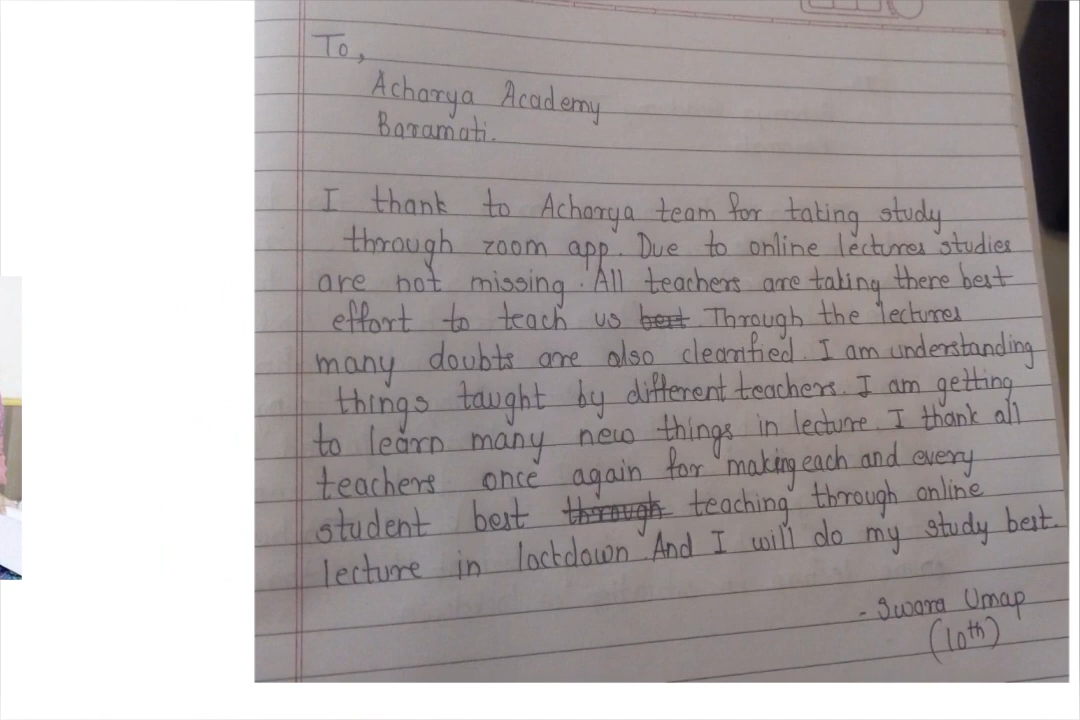 To,
Acharya Academy
Baramati.
I thank to Acharya team for taking study
through zoom app. Due to online lectures studies
are not missing. All teachers are taking there best
effort to teach us best. Through the lectures
many doubts are also clearified. I am understanding
things taught by different teachers. I am getting
to learn many new things in lecture. I thank all
teachers once again for making each and every
student best through teaching through online
lecture in lockdown. And I will do my study best.
- Swara Umap
(10th)